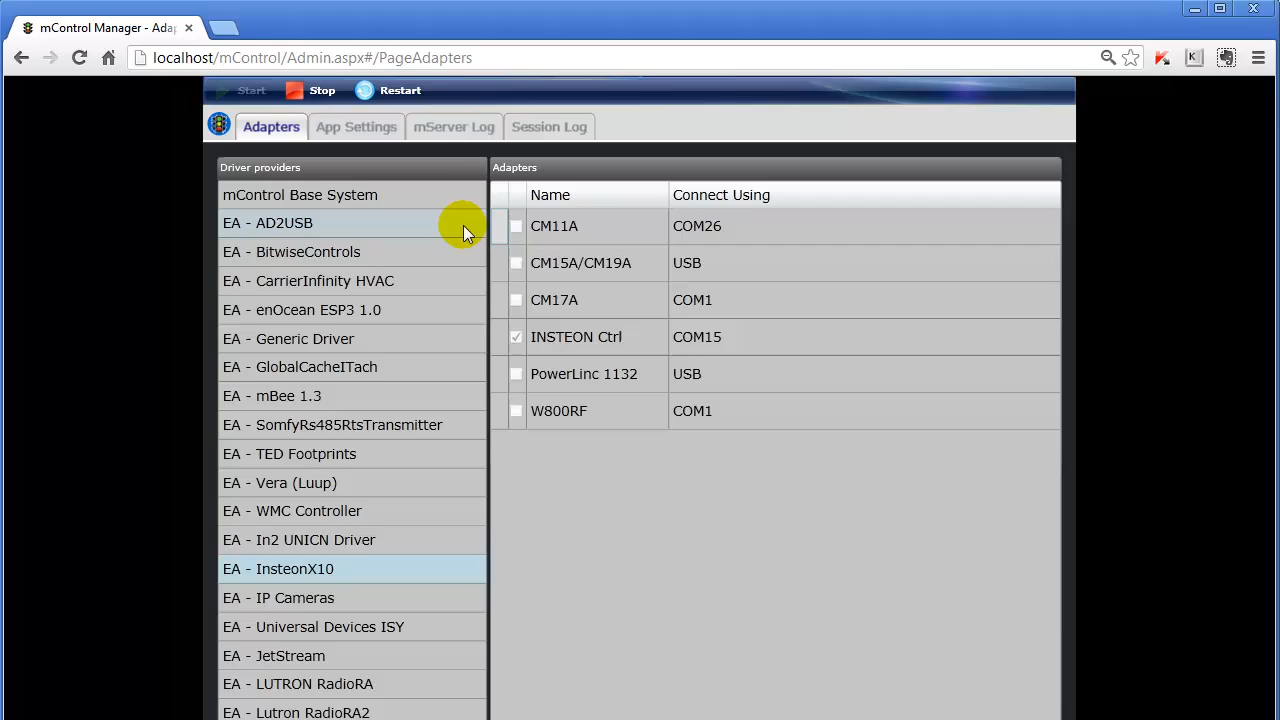 mControl Manager - Ada
localhost/mControl/Admin.aspx#/PageAdapters
Start Stop Restart
Adapters App Settings mServer Log Session Log
Driver providers
mControl Base System
EA - AD2USB
EA - BitwiseControls
EA - CarrierInfinity HVAC
EA - enOcean ESP3 1.0
EA - Generic Driver
EA - GlobalCacheITach
EA - mBee 1.3
EA - SomfyRs485RtsTransmitter
EA - TED Footprints
EA - Vera (Luup)
EA - WMC Controller
EA - In2 UNICN Driver
EA - InsteonX10
EA - IP Cameras
EA - Universal Devices ISY
EA - JetStream
EA - LUTRON RadioRA
EA - Lutron RadioRA2
Adapters
Name Connect Using
CM11A COM26
CM15A/CM19A USB
CM17A COM1
INSTEON Ctrl COM15
PowerLinc 1132 USB
W800RF COM1